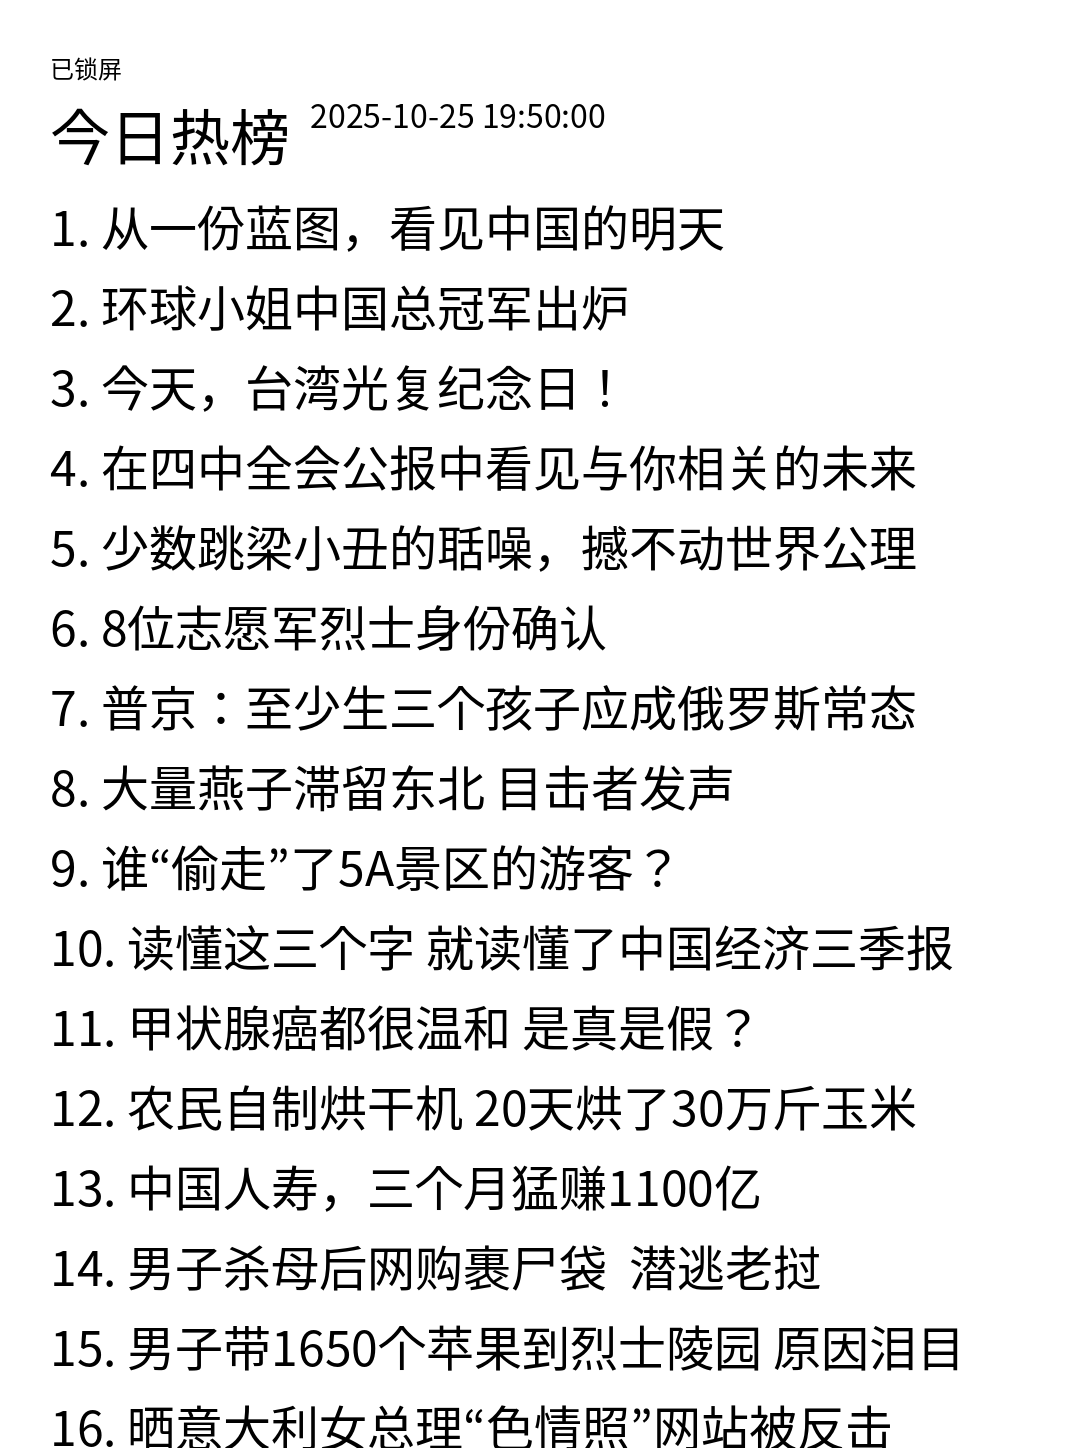 已锁屏
今日热榜 2025-10-25 19:50:00
1. 从一份蓝图，看见中国的明天
2. 环球小姐中国总冠军出炉
3. 今天，台湾光复纪念日！
4. 在四中全会公报中看见与你相关的未来
5. 少数跳梁小丑的聒噪，撼不动世界公理
6. 8位志愿军烈士身份确认
7. 普京：至少生三个孩子应成俄罗斯常态
8. 大量燕子滞留东北 目击者发声
9. 谁“偷走”了5A景区的游客？
10. 读懂这三个字 就读懂了中国经济三季报
11. 甲状腺癌都很温和 是真是假？
12. 农民自制烘干机 20天烘了30万斤玉米
13. 中国人寿，三个月猛赚1100亿
14. 男子杀母后网购裹尸袋  潜逃老挝
15. 男子带1650个苹果到烈士陵园 原因泪目
16. 晒意大利女总理“色情照”网站被反击